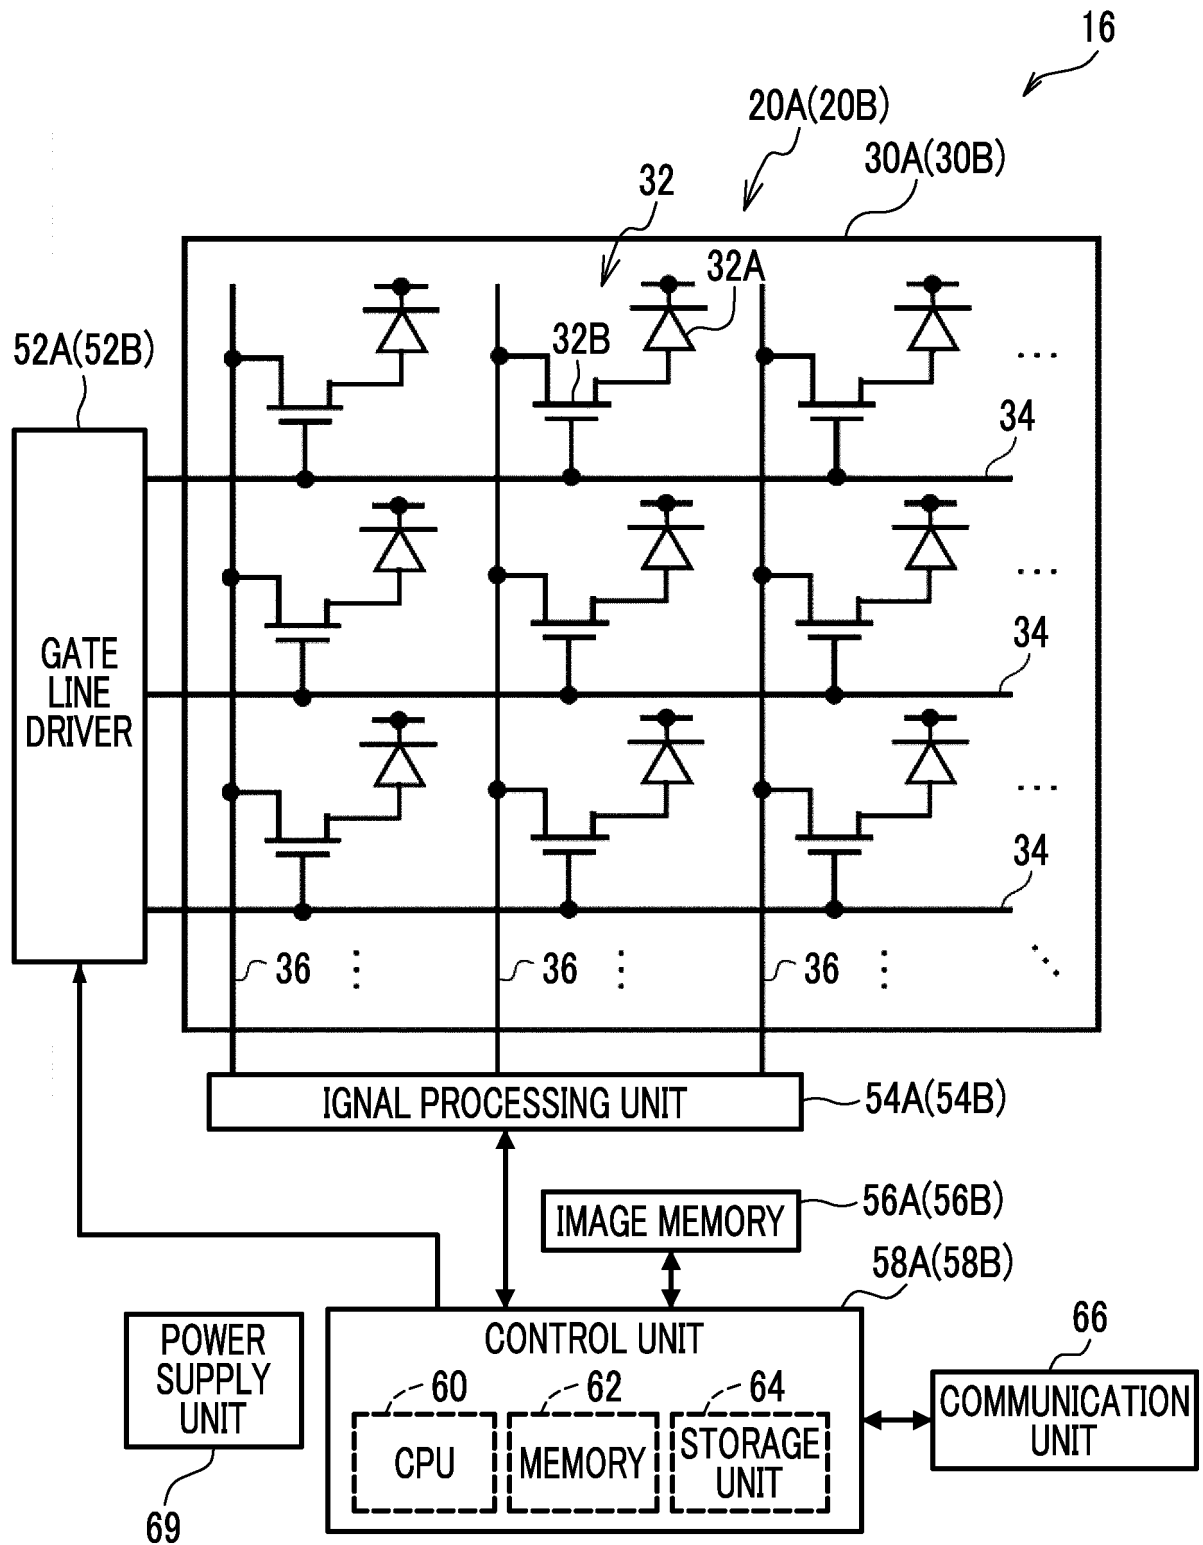 16
20A(20B)
30A(30B)
32
32A
32B
52A(52B)
...
34
GATE
LINE
DRIVER
...
34
...
34
36
36
36
IGNAL PROCESSING UNIT
54A(54B)
IMAGE MEMORY
56A(56B)
58A(58B)
POWER
SUPPLY
UNIT
69
CONTROL UNIT
60
62
64
CPU
MEMORY
STORAGE
UNIT
66
COMMUNICATION
UNIT